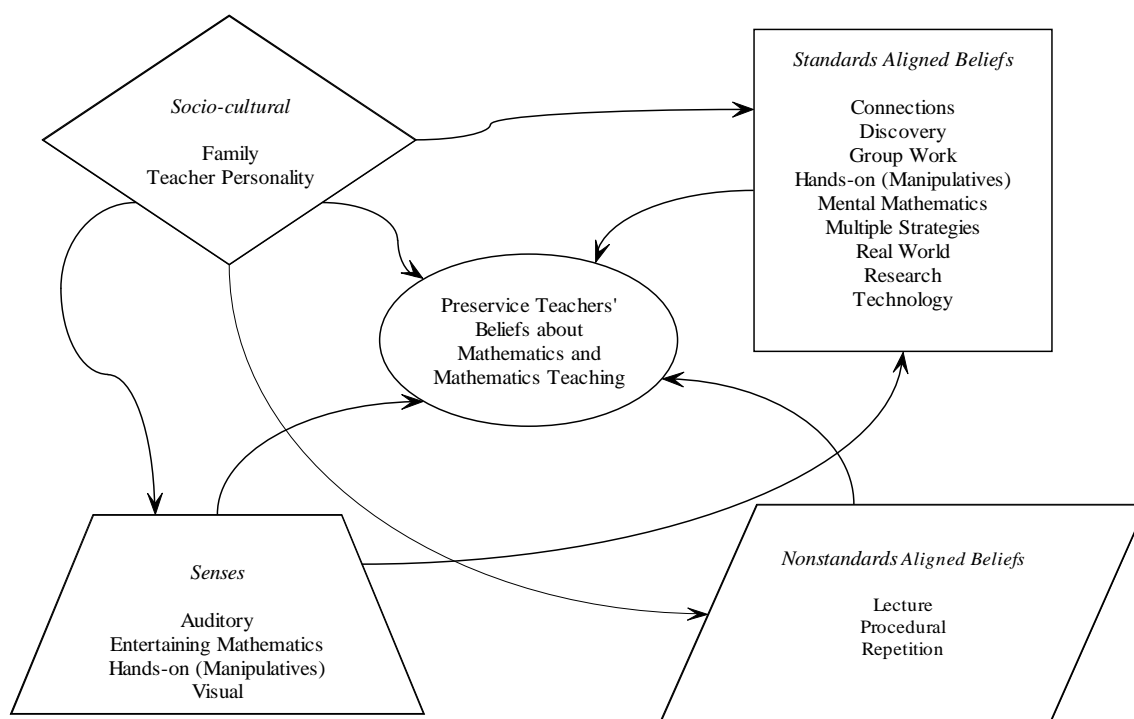 Socio-cultural
Family
Teacher Personality
Standards Aligned Beliefs
Connections
Discovery
Group Work
Hands-on (Manipulatives)
Mental Mathematics
Multiple Strategies
Real World
Research
Technology
Preservice Teachers'
Beliefs about
Mathematics and
Mathematics Teaching
Senses
Auditory
Entertaining Mathematics
Hands-on (Manipulatives)
Visual
Nonstandards Aligned Beliefs
Lecture
Procedural
Repetition